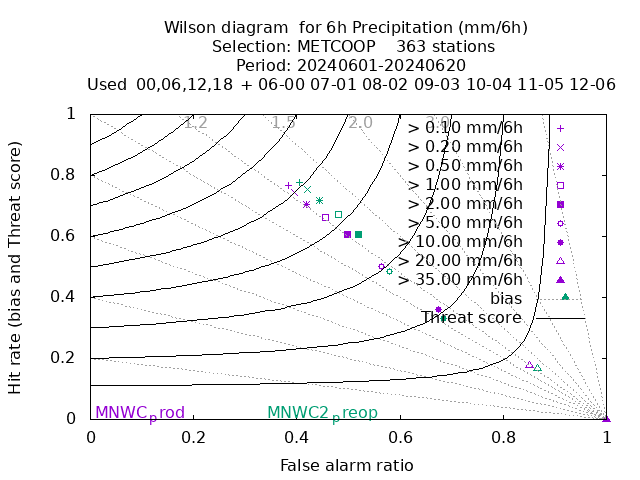 Wilson diagram  for 6h Precipitation (mm/6h)
Selection: METCOOP    363 stations
Period: 20240601-20240620
Used  00,06,12,18  + 06-00 07-01 08-02 09-03 10-04 11-05 12-06
1.2 1.5 2.0 3.0
> 0.10 mm/6h
> 0.20 mm/6h
> 0.50 mm/6h
> 1.00 mm/6h
> 2.00 mm/6h
> 5.00 mm/6h
> 10.00 mm/6h
> 20.00 mm/6h
> 35.00 mm/6h
bias
Threat score
Hit rate (bias and Threat score)
1
0.8
0.6
0.4
0.2
0
MNWC_prod MNWC2_preop
0 0.2 0.4 0.6 0.8 1
False alarm ratio